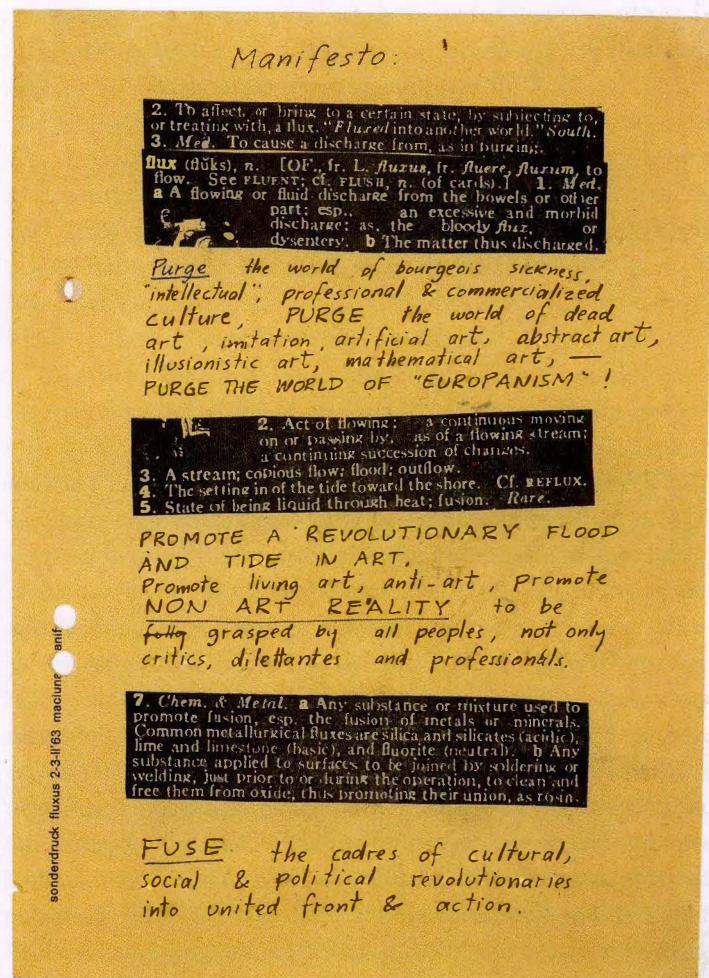 Manifesto:
2. To affect, or bring to a certain state, by subjecting to,
or treating with, a flux. "Fluxed into another world." South.
3. Med. To cause a discharge from, as in purging.
flux (flŭks), n. [OF., fr. L. fluxus, fr. fluere, fluxum, to
flow. See FLUENT; cf. FLUSH, n. (of cards).] 1. Med.
a A flowing or fluid discharge from the bowels or other
part; esp., an excessive and morbid
discharge; as, the bloody flux, or
dysentery. b The matter thus discharged.
Purge the world of bourgeois sickness,
"intellectual", professional & commercialized
culture, PURGE the world of dead
art, imitation, artificial art, abstract art,
illusionistic art, mathematical art, —
PURGE THE WORLD OF "EUROPANISM"!
2. Act of flowing; a continuous moving
on or passing by, as of a flowing stream;
a continuing succession of changes.
3. A stream; copious flow; flood; outflow.
4. The setting in of the tide toward the shore. Cf. REFLUX.
5. State of being liquid through heat; fusion. Rare.
PROMOTE A REVOLUTIONARY FLOOD
AND TIDE IN ART,
Promote living art, anti-art, promote
NON ART REALITY to be
grasped by all peoples, not only
critics, dilettantes and professionals.
7. Chem. & Metal. a Any substance or mixture used to
promote fusion, esp. the fusion of metals or minerals.
Common metallurgical fluxes are silica and silicates (acidic),
lime and limestone (basic), and fluorite (neutral). b Any
substance applied to surfaces to be joined by soldering or
welding, just prior to or during the operation, to clean and
free them from oxide, thus promoting their union, as rosin.
FUSE the cadres of cultural,
social & political revolutionaries
into united front & action.
sonderdruck fluxus 2-3-II'63 maciuna anif